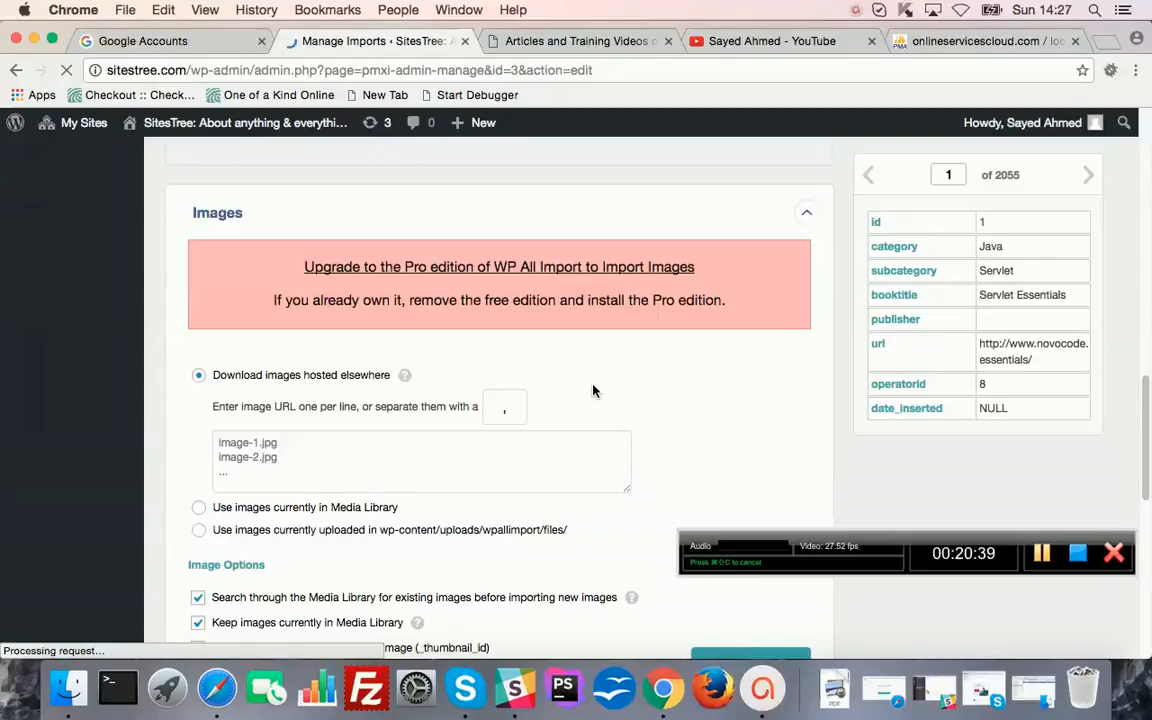 Chrome File Edit View History Bookmarks People Window Help Sun 14:27
Google Accounts Manage Imports ‹ SitesTree: A Articles and Training Videos o Sayed Ahmed - YouTube onlineservicescloud.com / loc
sitestree.com/wp-admin/admin.php?page=pmxi-admin-manage&id=3&action=edit
Apps Checkout :: Check... One of a Kind Online New Tab Start Debugger
My Sites SitesTree: About anything & everythi... 3 0 New Howdy, Sayed Ahmed
1 of 2055
Images
Upgrade to the Pro edition of WP All Import to Import Images
If you already own it, remove the free edition and install the Pro edition.
id 1
category Java
subcategory Servlet
booktitle Servlet Essentials
publisher
url http://www.novocode.
essentials/
operatorid 8
date_inserted NULL
Download images hosted elsewhere ?
Enter image URL one per line, or separate them with a ,
image-1.jpg
image-2.jpg
...
Use images currently in Media Library
Use images currently uploaded in wp-content/uploads/wpallimport/files/
Image Options
Search through the Media Library for existing images before importing new images ?
Keep images currently in Media Library ?
mage (_thumbnail_id)
Audio Video: 27.52 fps
Press ⌘⇧C to cancel
00:20:39
Processing request...
>_
Fz
PS
PDF